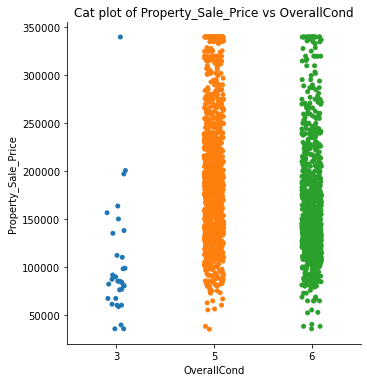 Cat plot of Property_Sale_Price vs OverallCond
350000
300000
250000
200000
150000
100000
50000
Property_Sale_Price
3 5 6
OverallCond